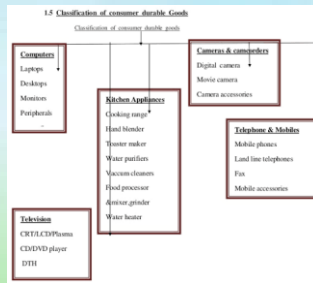 1.5 Classification of consumer durable Goods
Classification of consumer durable goods
Computers
Laptops
Desktops
Monitors
Peripherals
Cameras & camcorders
Digital camera
Movie camera
Camera accessories
Kitchen Appliances
Cooking range
Hand blender
Toaster maker
Water purifiers
Vaccum cleaners
Food processor
mixer,grinder
Water heater
Telephone & Mobiles
Mobile phones
Land line telephones
Fax
Mobile accessories
Television
CRT/LCD/Plasma
CD/DVD player
DTH